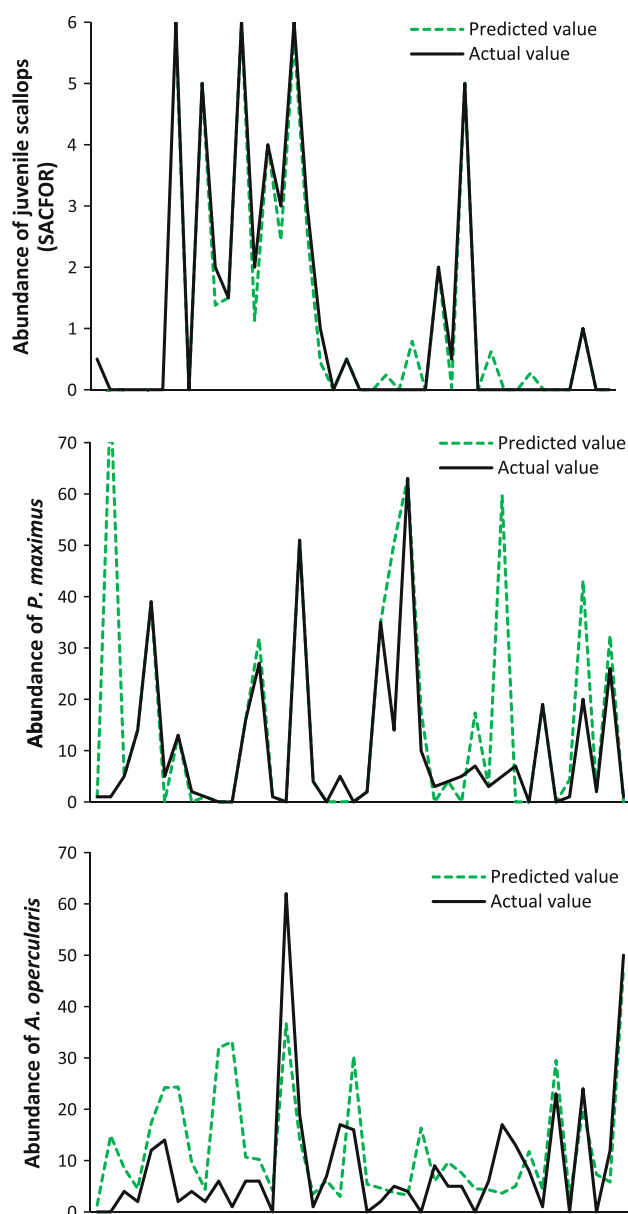 Abundance of juvenile scallops
(SACFOR)
6
5
4
3
2
1
0
Predicted value
Actual value
Abundance of P. maximus
70
60
50
40
30
20
10
0
Predicted value
Actual value
Abundance of A. opercularis
70
60
50
40
30
20
10
0
Predicted value
Actual value